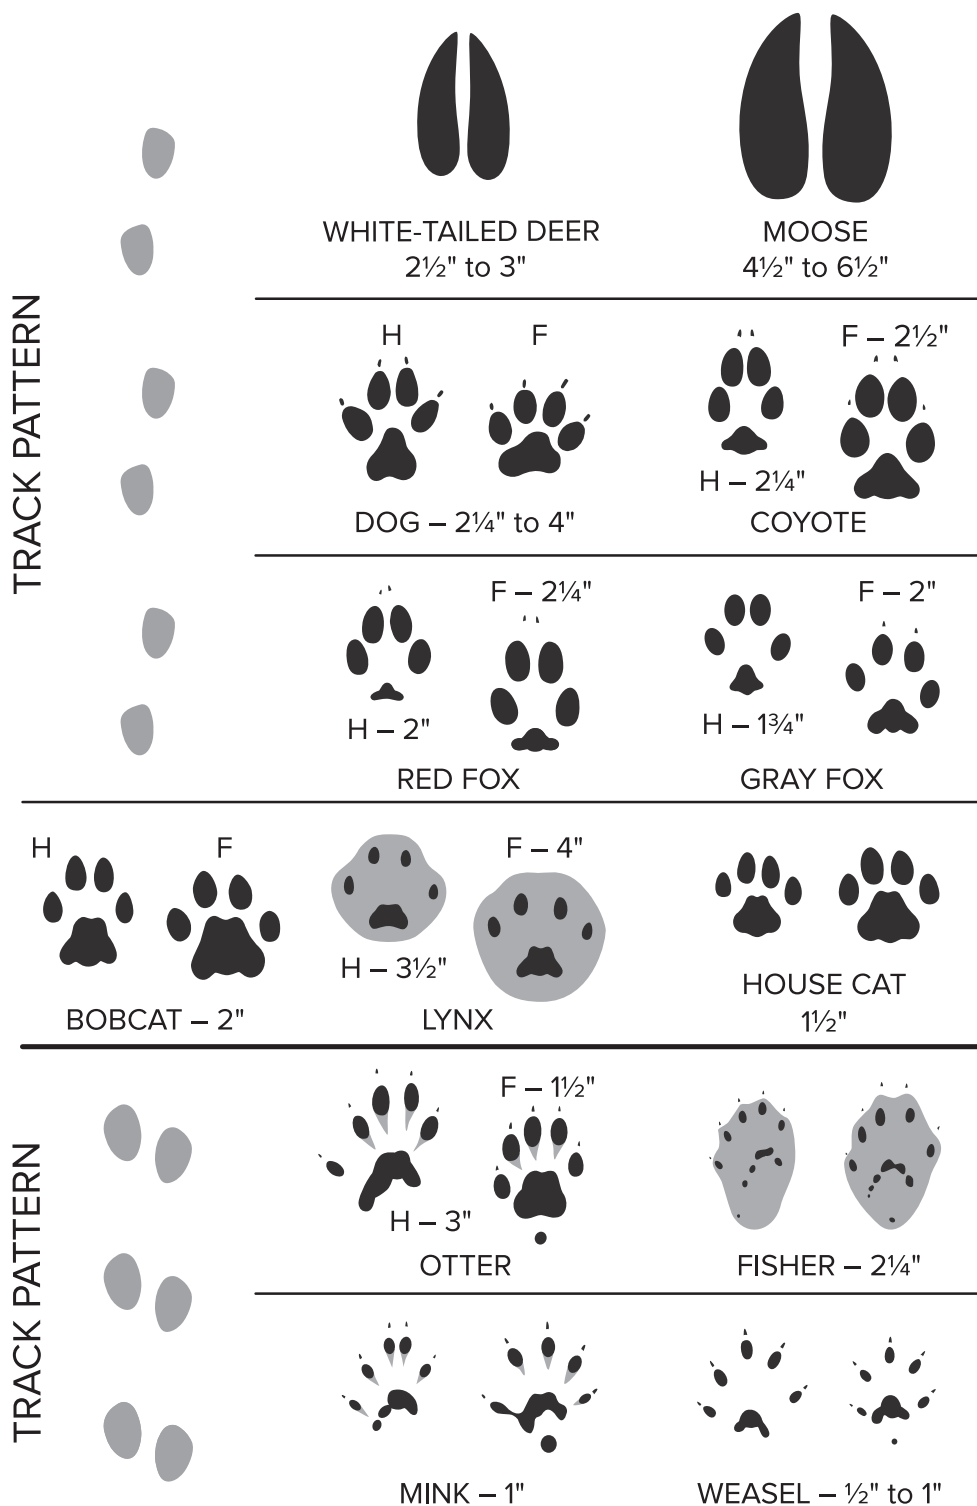 TRACK PATTERN
WHITE-TAILED DEER
2½" to 3"
MOOSE
4½" to 6½"
H
F
DOG – 2¼" to 4"
F – 2½"
H – 2¼"
COYOTE
F – 2¼"
H – 2"
RED FOX
F – 2"
H – 1¾"
GRAY FOX
H
F
BOBCAT – 2"
F – 4"
H – 3½"
LYNX
HOUSE CAT
1½"
TRACK PATTERN
F – 1½"
H – 3"
OTTER
FISHER – 2¼"
MINK – 1"
WEASEL – ½" to 1"